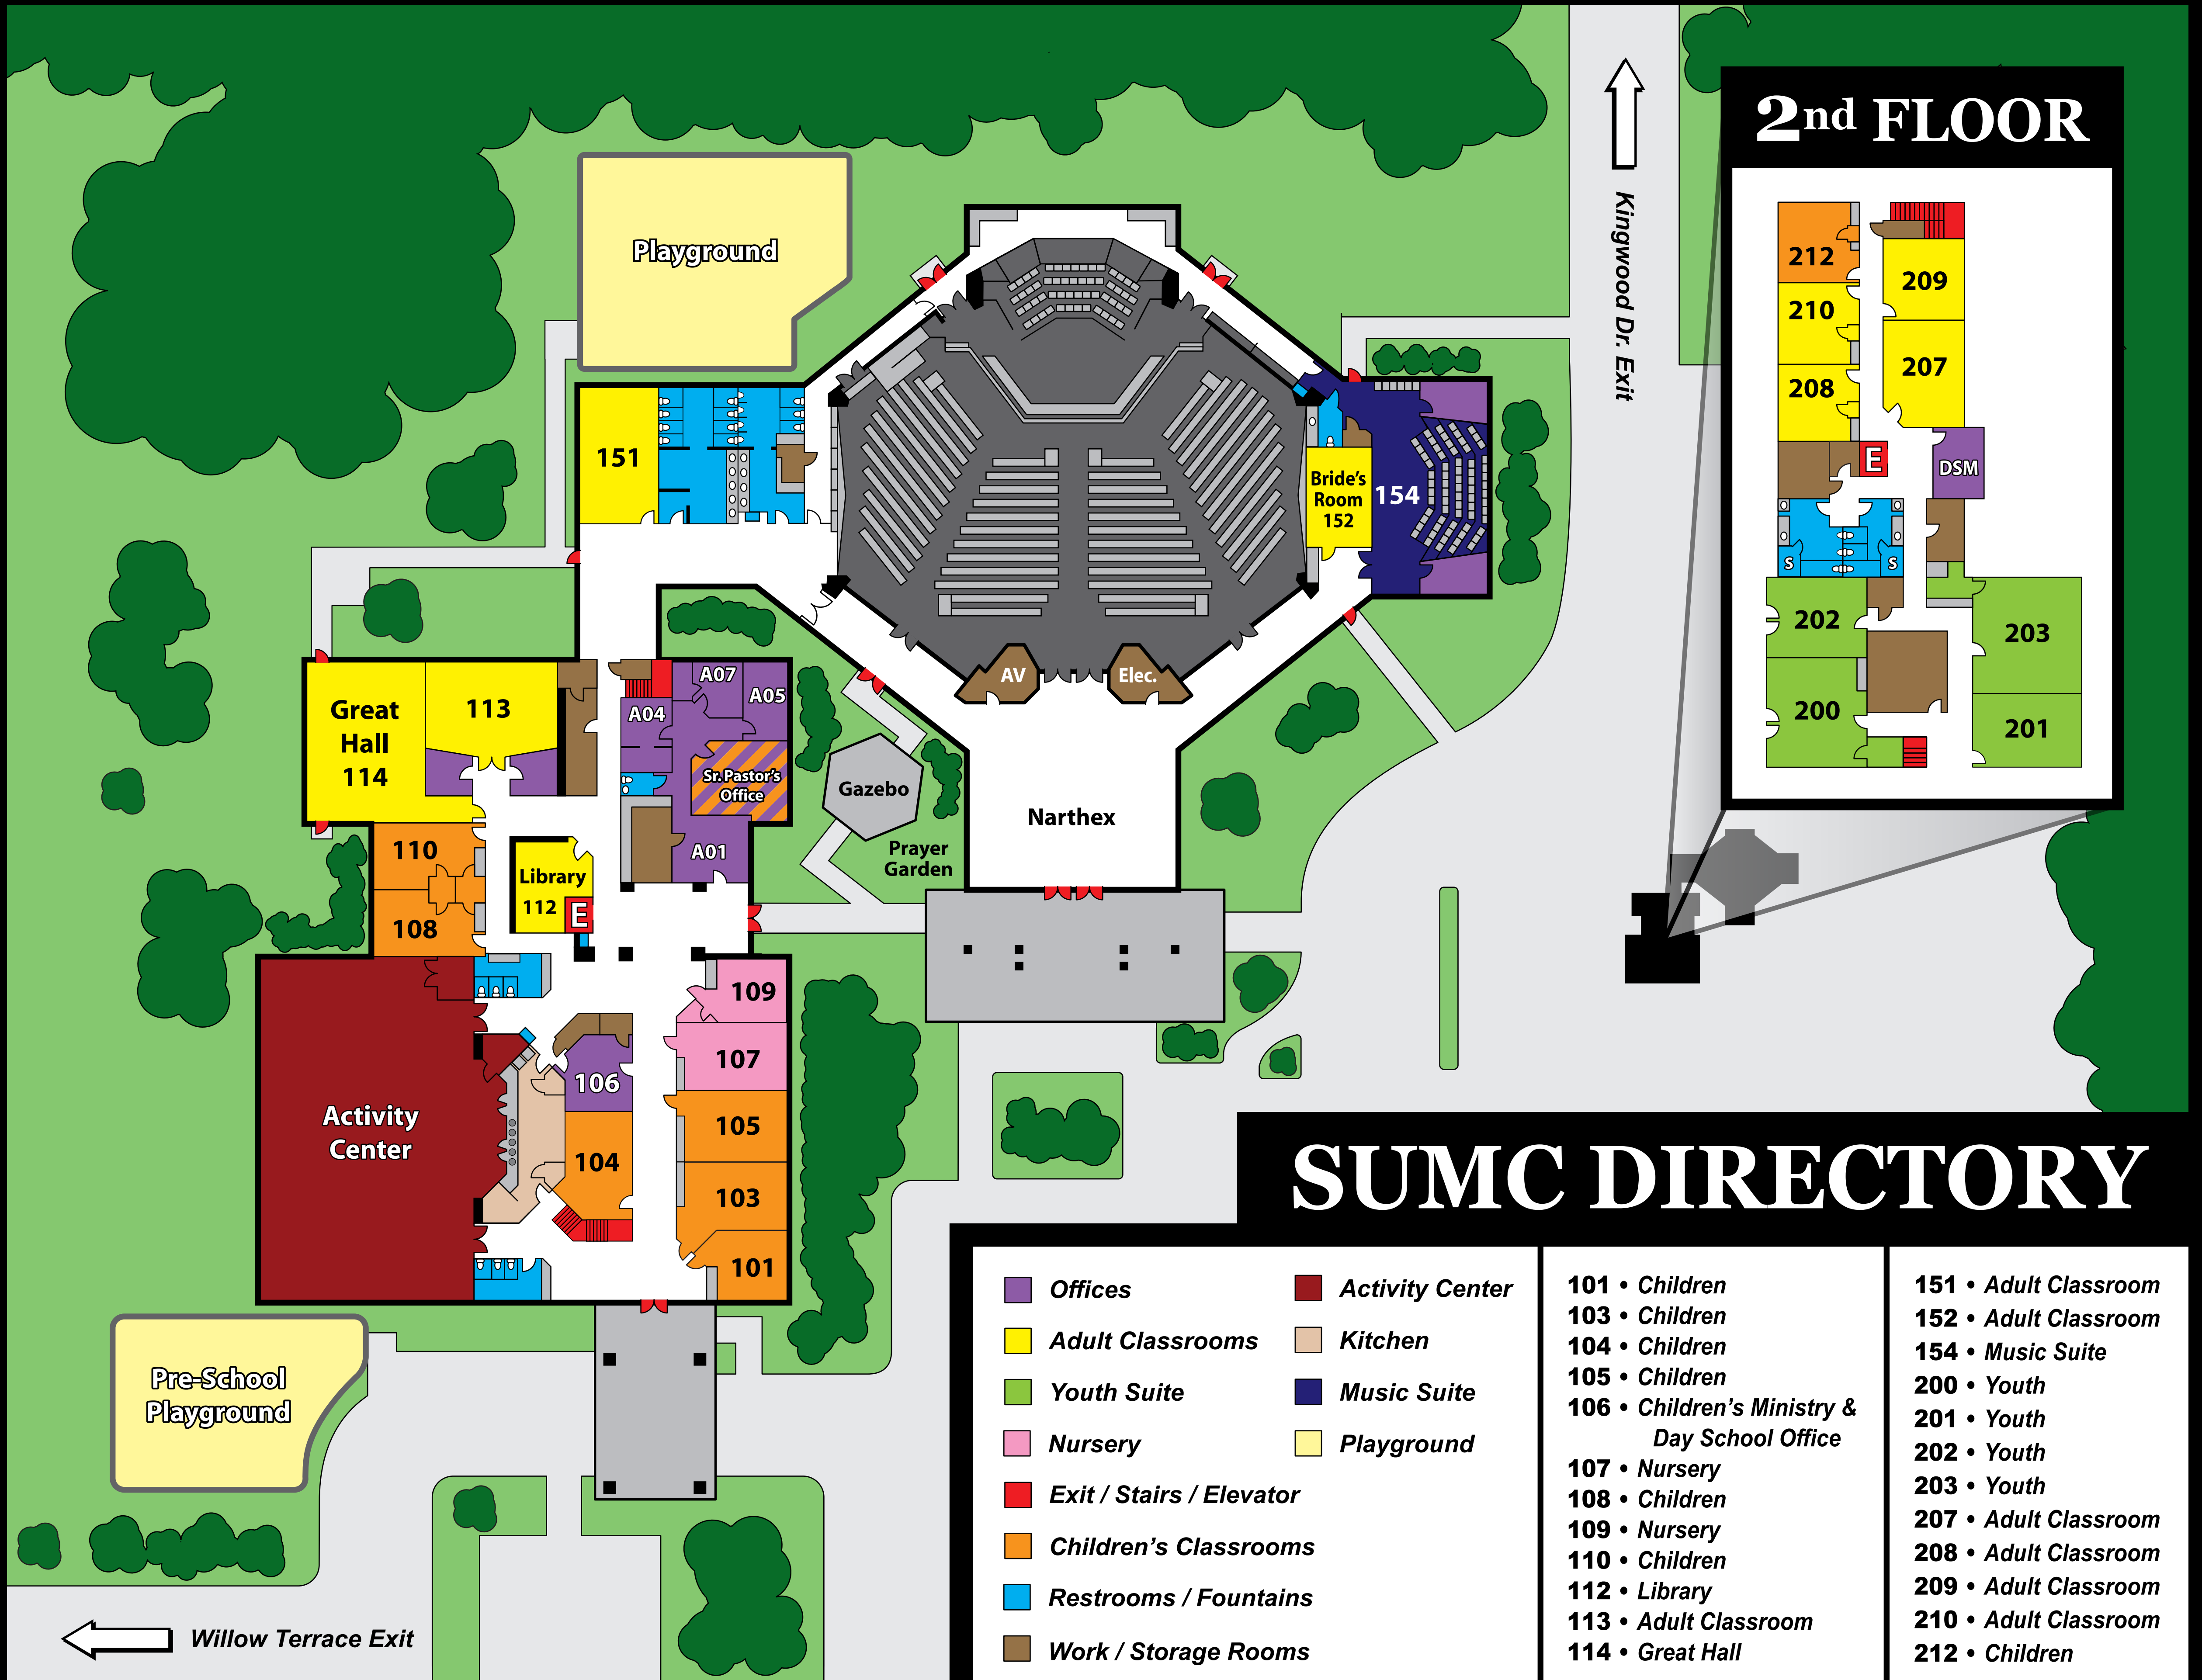 Playground
Kingwood Dr. Exit
2nd FLOOR
212
209
210
207
208
E
DSM
S
S
202
203
200
201
151
Bride's
Room
152
154
AV
Elec.
Narthex
Great
Hall
114
113
A07
A05
A04
Sr. Pastor's
Office
A01
Gazebo
Prayer
Garden
110
108
Library
112
E
109
107
106
105
104
103
101
Activity
Center
Pre-School
Playground
Willow Terrace Exit
SUMC DIRECTORY
Offices
Adult Classrooms
Youth Suite
Nursery
Exit / Stairs / Elevator
Children's Classrooms
Restrooms / Fountains
Work / Storage Rooms
Activity Center
Kitchen
Music Suite
Playground
101 • Children
103 • Children
104 • Children
105 • Children
106 • Children's Ministry &
Day School Office
107 • Nursery
108 • Children
109 • Nursery
110 • Children
112 • Library
113 • Adult Classroom
114 • Great Hall
151 • Adult Classroom
152 • Adult Classroom
154 • Music Suite
200 • Youth
201 • Youth
202 • Youth
203 • Youth
207 • Adult Classroom
208 • Adult Classroom
209 • Adult Classroom
210 • Adult Classroom
212 • Children